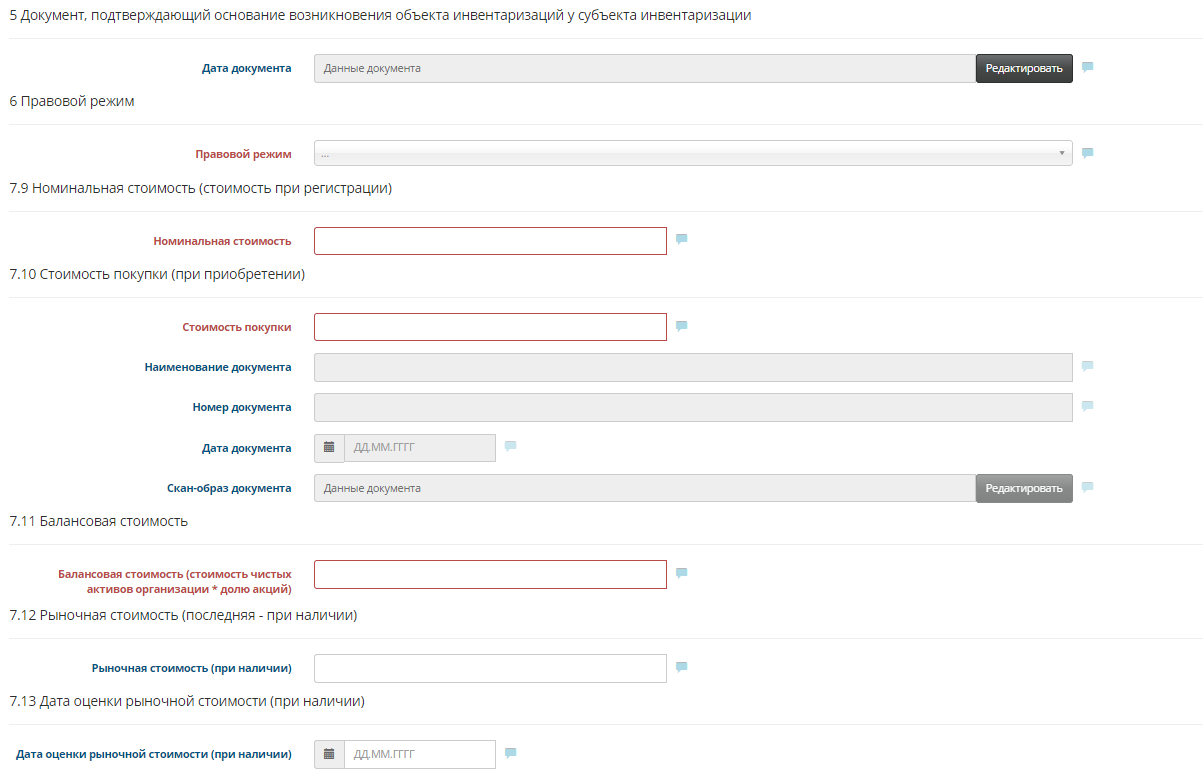 5 Документ, подтверждающий основание возникновения объекта инвентаризаций у субъекта инвентаризации
Дата документа Данные документа Редактировать
6 Правовой режим
Правовой режим ...
7.9 Номинальная стоимость (стоимость при регистрации)
Номинальная стоимость
7.10 Стоимость покупки (при приобретении)
Стоимость покупки
Наименование документа
Номер документа
Дата документа ДД.ММ.ГГГГ
Скан-образ документа Данные документа Редактировать
7.11 Балансовая стоимость
Балансовая стоимость (стоимость чистых
активов организации * долю акций)
7.12 Рыночная стоимость (последняя - при наличии)
Рыночная стоимость (при наличии)
7.13 Дата оценки рыночной стоимости (при наличии)
Дата оценки рыночной стоимости (при наличии) ДД.ММ.ГГГГ